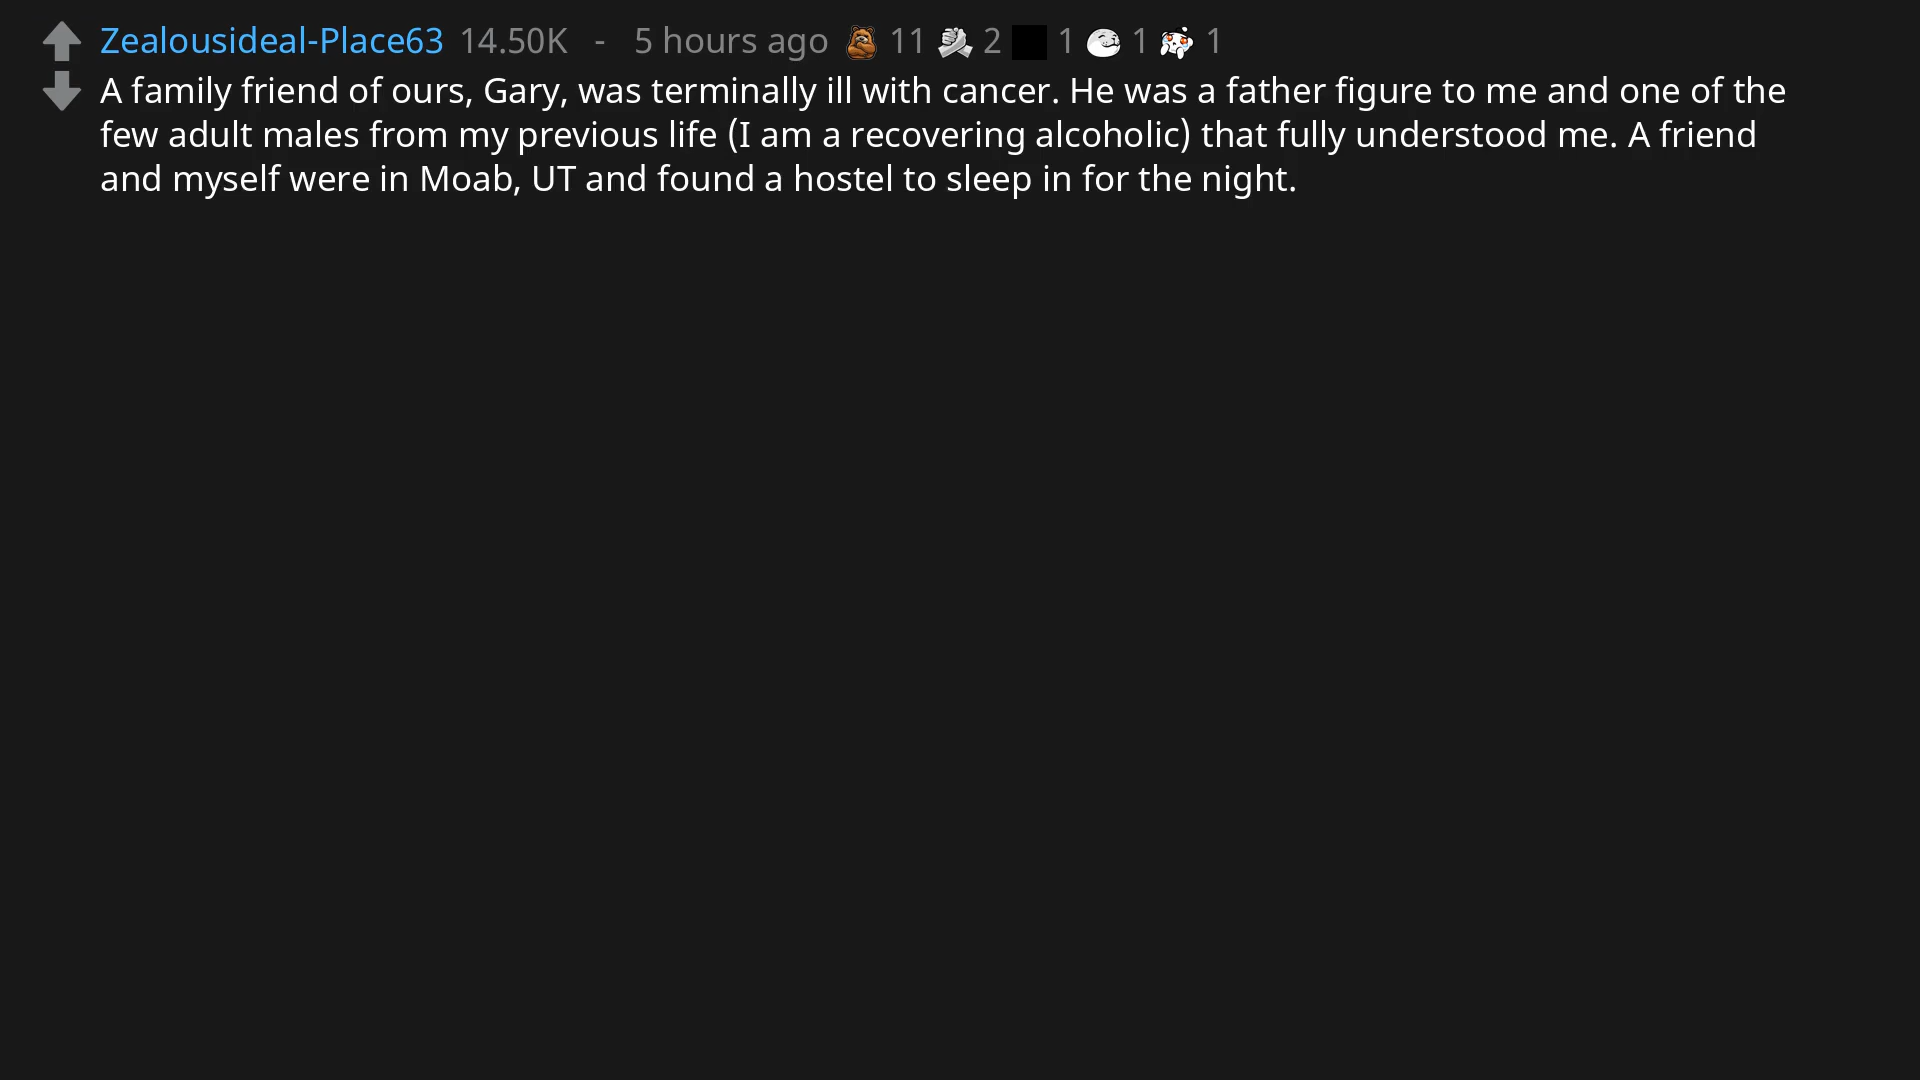 Zealousideal-Place63 14.50K - 5 hours ago 11 2 1 1 1
A family friend of ours, Gary, was terminally ill with cancer. He was a father figure to me and one of the
few adult males from my previous life (I am a recovering alcoholic) that fully understood me. A friend
and myself were in Moab, UT and found a hostel to sleep in for the night.